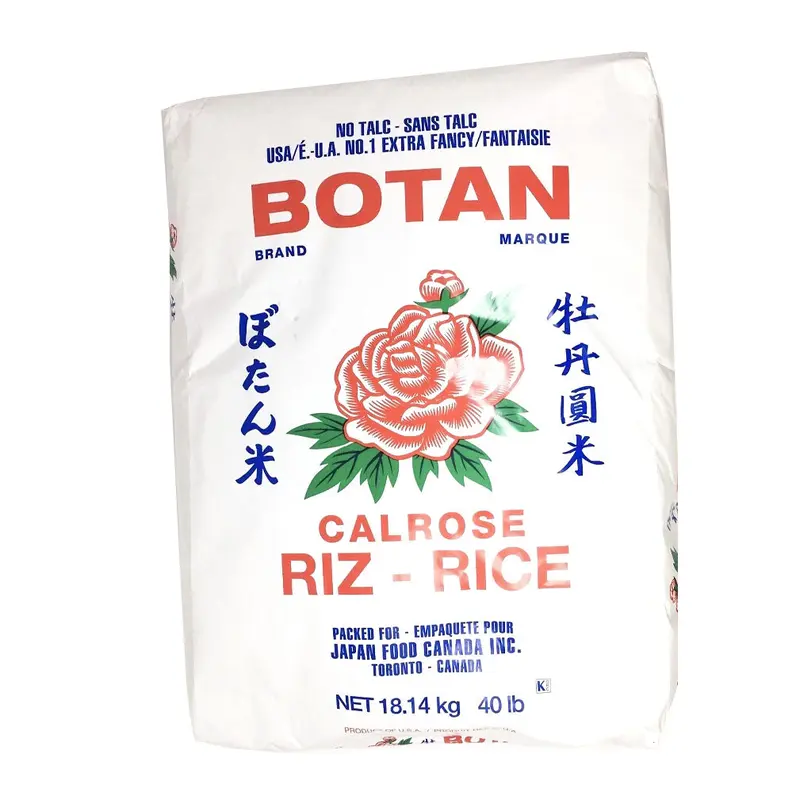 NO TALC - SANS TALC
USA/É.-U.A. NO.1 EXTRA FANCY/FANTAISIE
BOTAN
BRAND
MARQUE
ぼたん米
牡丹圓米
CALROSE
RIZ - RICE
PACKED FOR - EMPAQUETE POUR
JAPAN FOOD CANADA INC.
TORONTO - CANADA
K
NET 18.14 kg 40 lb